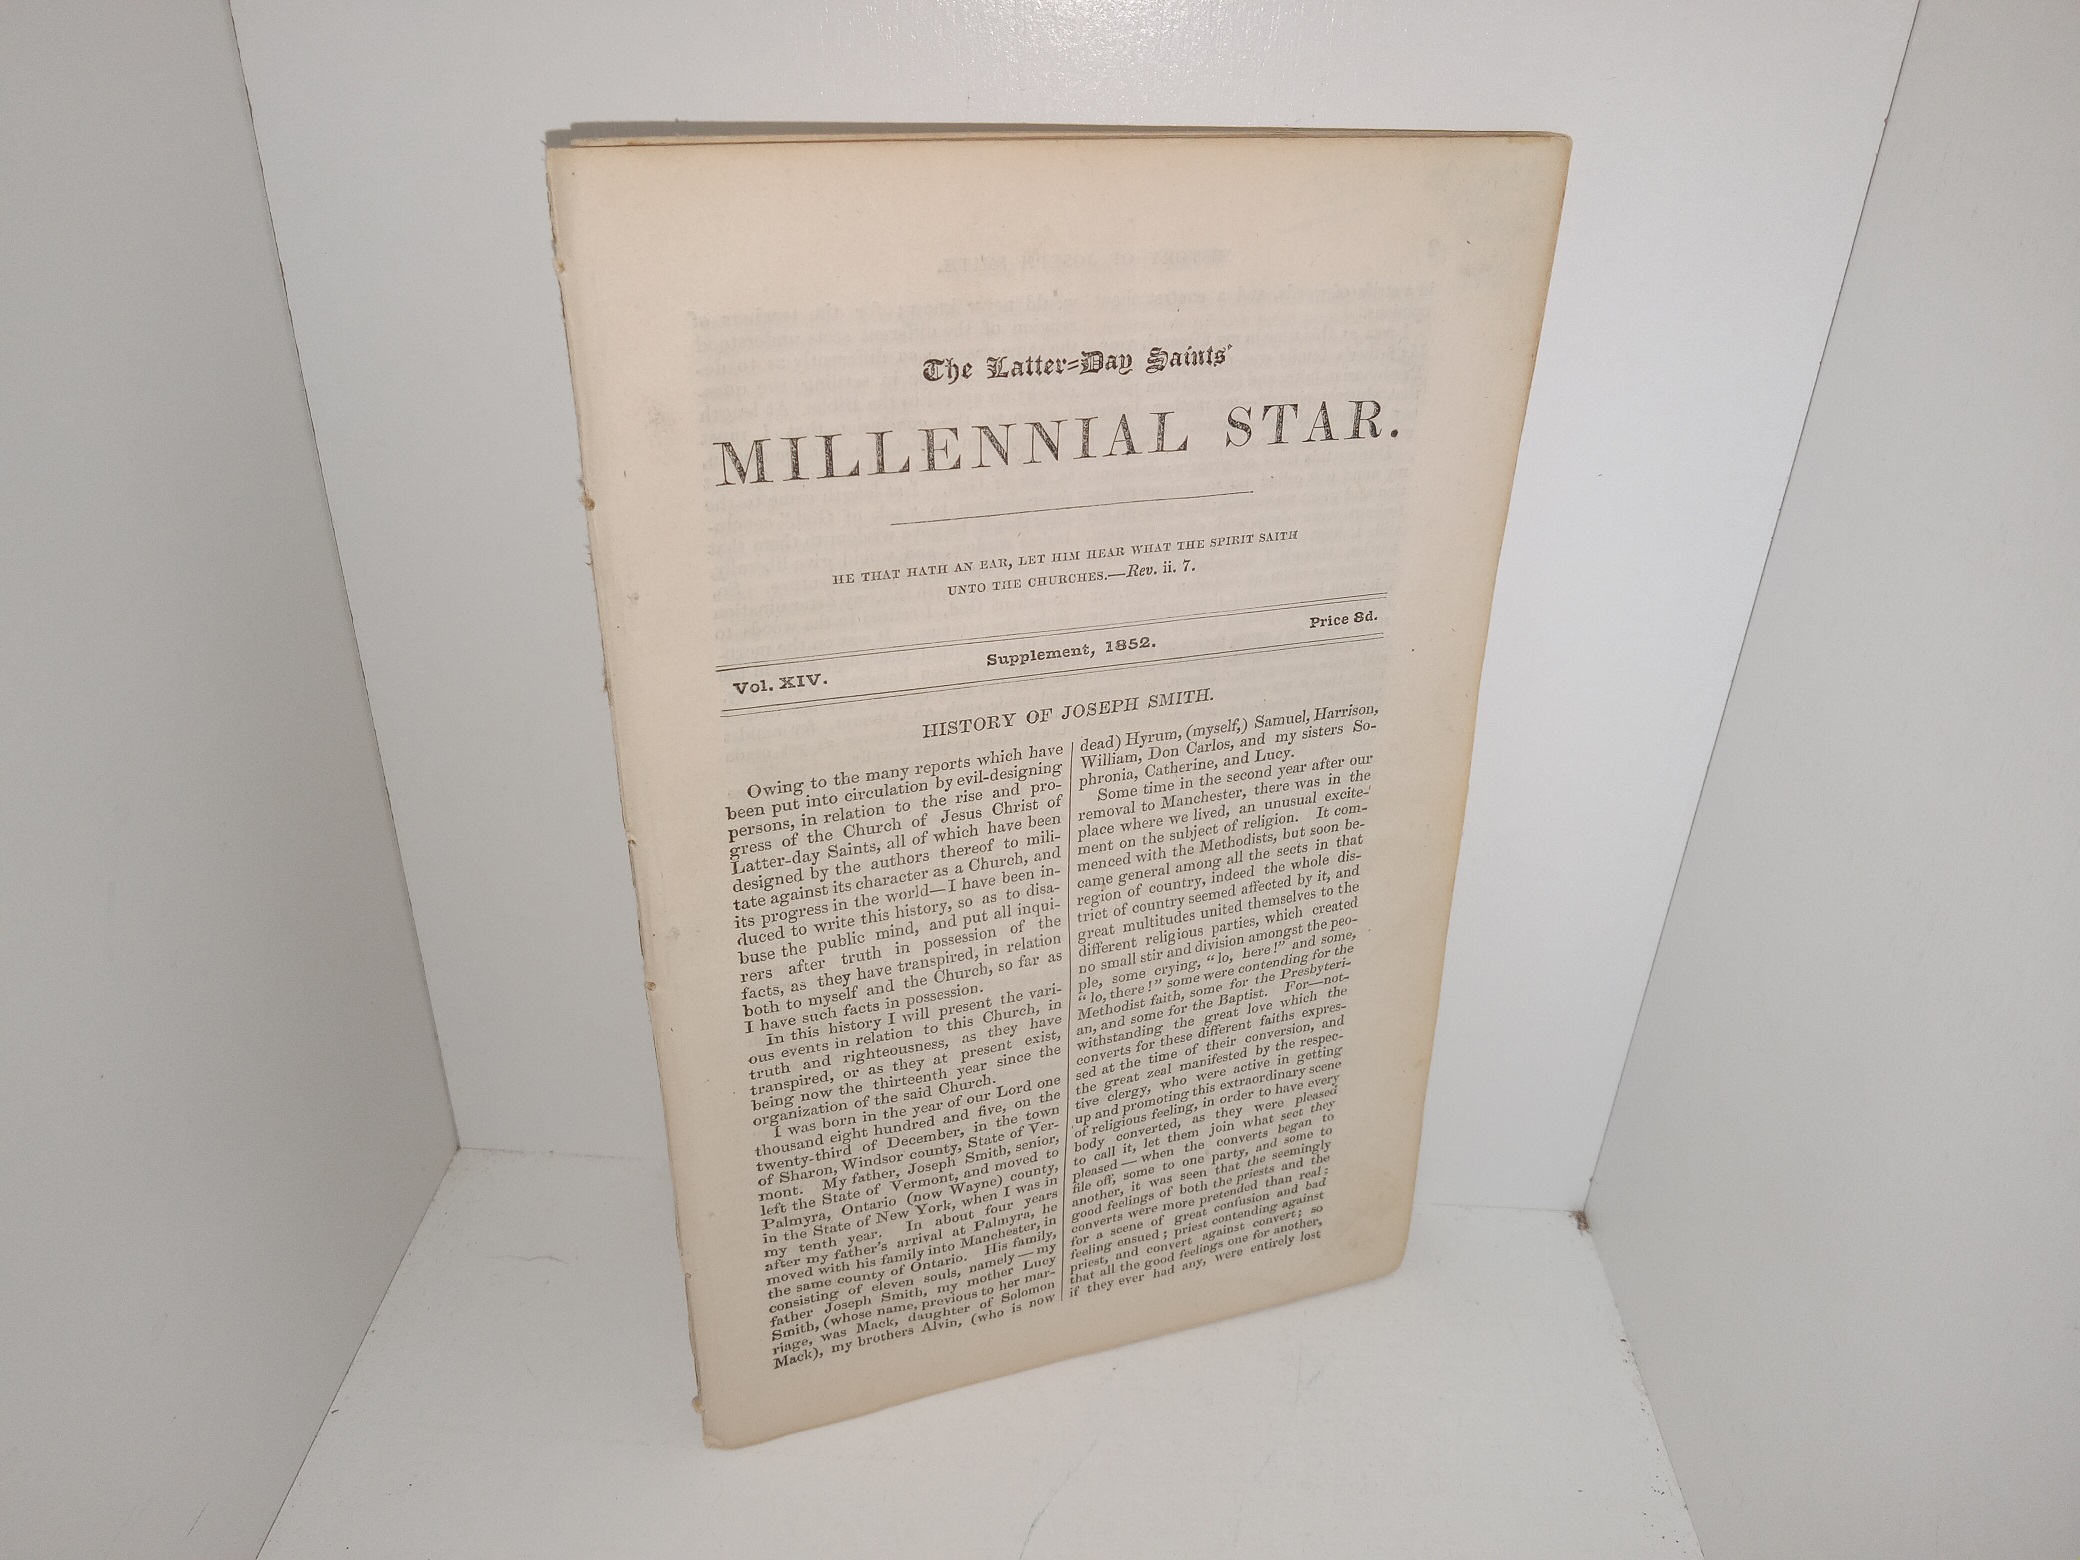 The Latter-Day Saints'
MILLENNIAL STAR.
HE THAT HATH AN EAR, LET HIM HEAR WHAT THE SPIRIT SAITH
UNTO THE CHURCHES.—Rev. ii. 7.
Vol. XIV. Supplement, 1852. Price 3d.
HISTORY OF JOSEPH SMITH.
Owing to the many reports which have
been put into circulation by evil-designing
persons, in relation to the rise and pro-
gress of the Church of Jesus Christ of
Latter-day Saints, all of which have been
designed by the authors thereof to mili-
tate against its character as a Church, and
its progress in the world—I have been in-
duced to write this history, so as to disa-
buse the public mind, and put all inqui-
rers after truth in possession of the
facts, as they have transpired, in relation
both to myself and the Church, so far as
I have such facts in possession.
In this history I will present the vari-
ous events in relation to this Church, in
truth and righteousness, as they have
transpired, or as they at present exist,
being now the thirteenth year since the
organization of the said Church.
I was born in the year of our Lord one
thousand eight hundred and five, on the
twenty-third of December, in the town
of Sharon, Windsor county, State of Ver-
mont. My father, Joseph Smith, senior,
left the State of Vermont, and moved to
Palmyra, Ontario (now Wayne) county,
in the State of New York, when I was in
my tenth year. In about four years
after my father's arrival at Palmyra, he
moved with his family into Manchester, in
the same county of Ontario. His family,
consisting of eleven souls, namely—my
father Joseph Smith, my mother Lucy
Smith, (whose name, previous to her mar-
riage, was Mack, daughter of Solomon
Mack), my brothers Alvin, (who is now
dead) Hyrum, (myself,) Samuel, Harrison,
William, Don Carlos, and my sisters So-
phronia, Catherine, and Lucy.
Some time in the second year after our
removal to Manchester, there was in the
place where we lived, an unusual excite-
ment on the subject of religion. It com-
menced with the Methodists, but soon be-
came general among all the sects in that
region of country, indeed the whole dis-
trict of country seemed affected by it, and
great multitudes united themselves to the
different religious parties, which created
no small stir and division amongst the peo-
ple, some crying, "lo, here!" and some,
"lo, there!" some were contending for the
Methodist faith, some for the Presbyteri-
an, and some for the Baptist. For—not-
withstanding the great love which the
converts for these different faiths expres-
sed at the time of their conversion, and
the great zeal manifested by the respec-
tive clergy, who were active in getting
up and promoting this extraordinary scene
of religious feeling, in order to have every
body converted, as they were pleased
to call it, let them join what sect they
pleased—when the converts began to
file off, some to one party, and some to
another, it was seen that the seemingly
good feelings of both the priests and the
converts were more pretended than real;
for a scene of great confusion and bad
feeling ensued; priest contending against
priest, and convert against convert; so
that all the good feelings one for another,
if they ever had any, were entirely lost